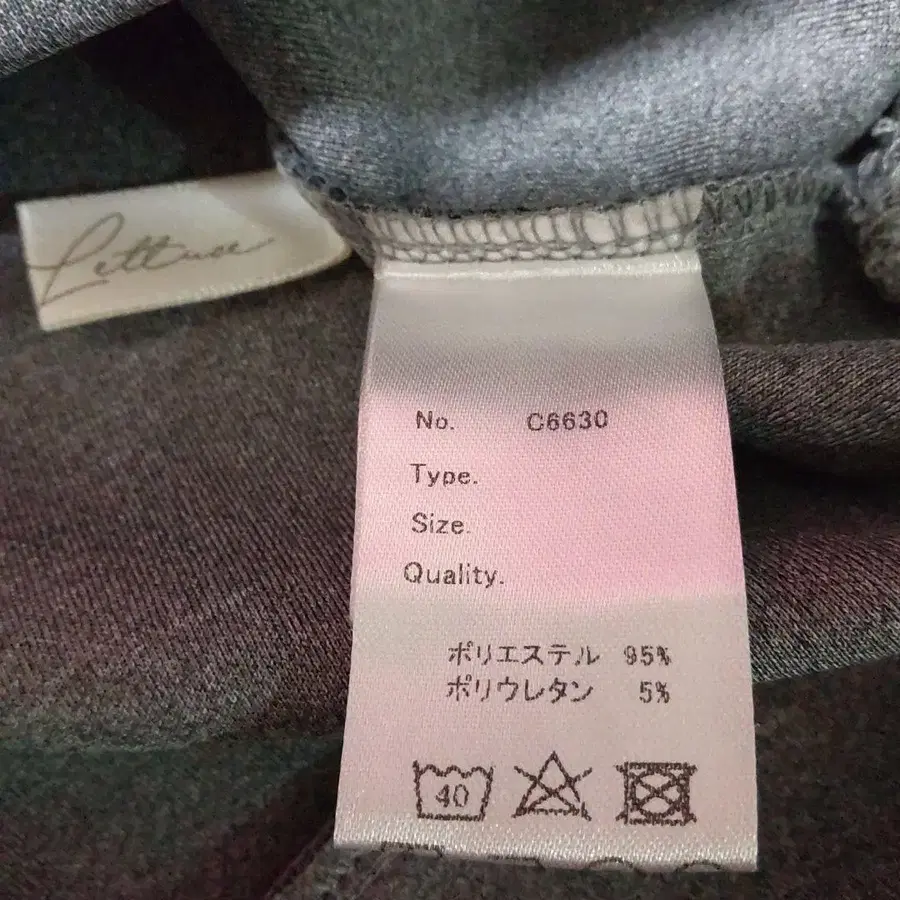 Lettuce
No. C6630
Type.
Size.
Quality.
ポリエステル 95%
ポリウレタン 5%
40